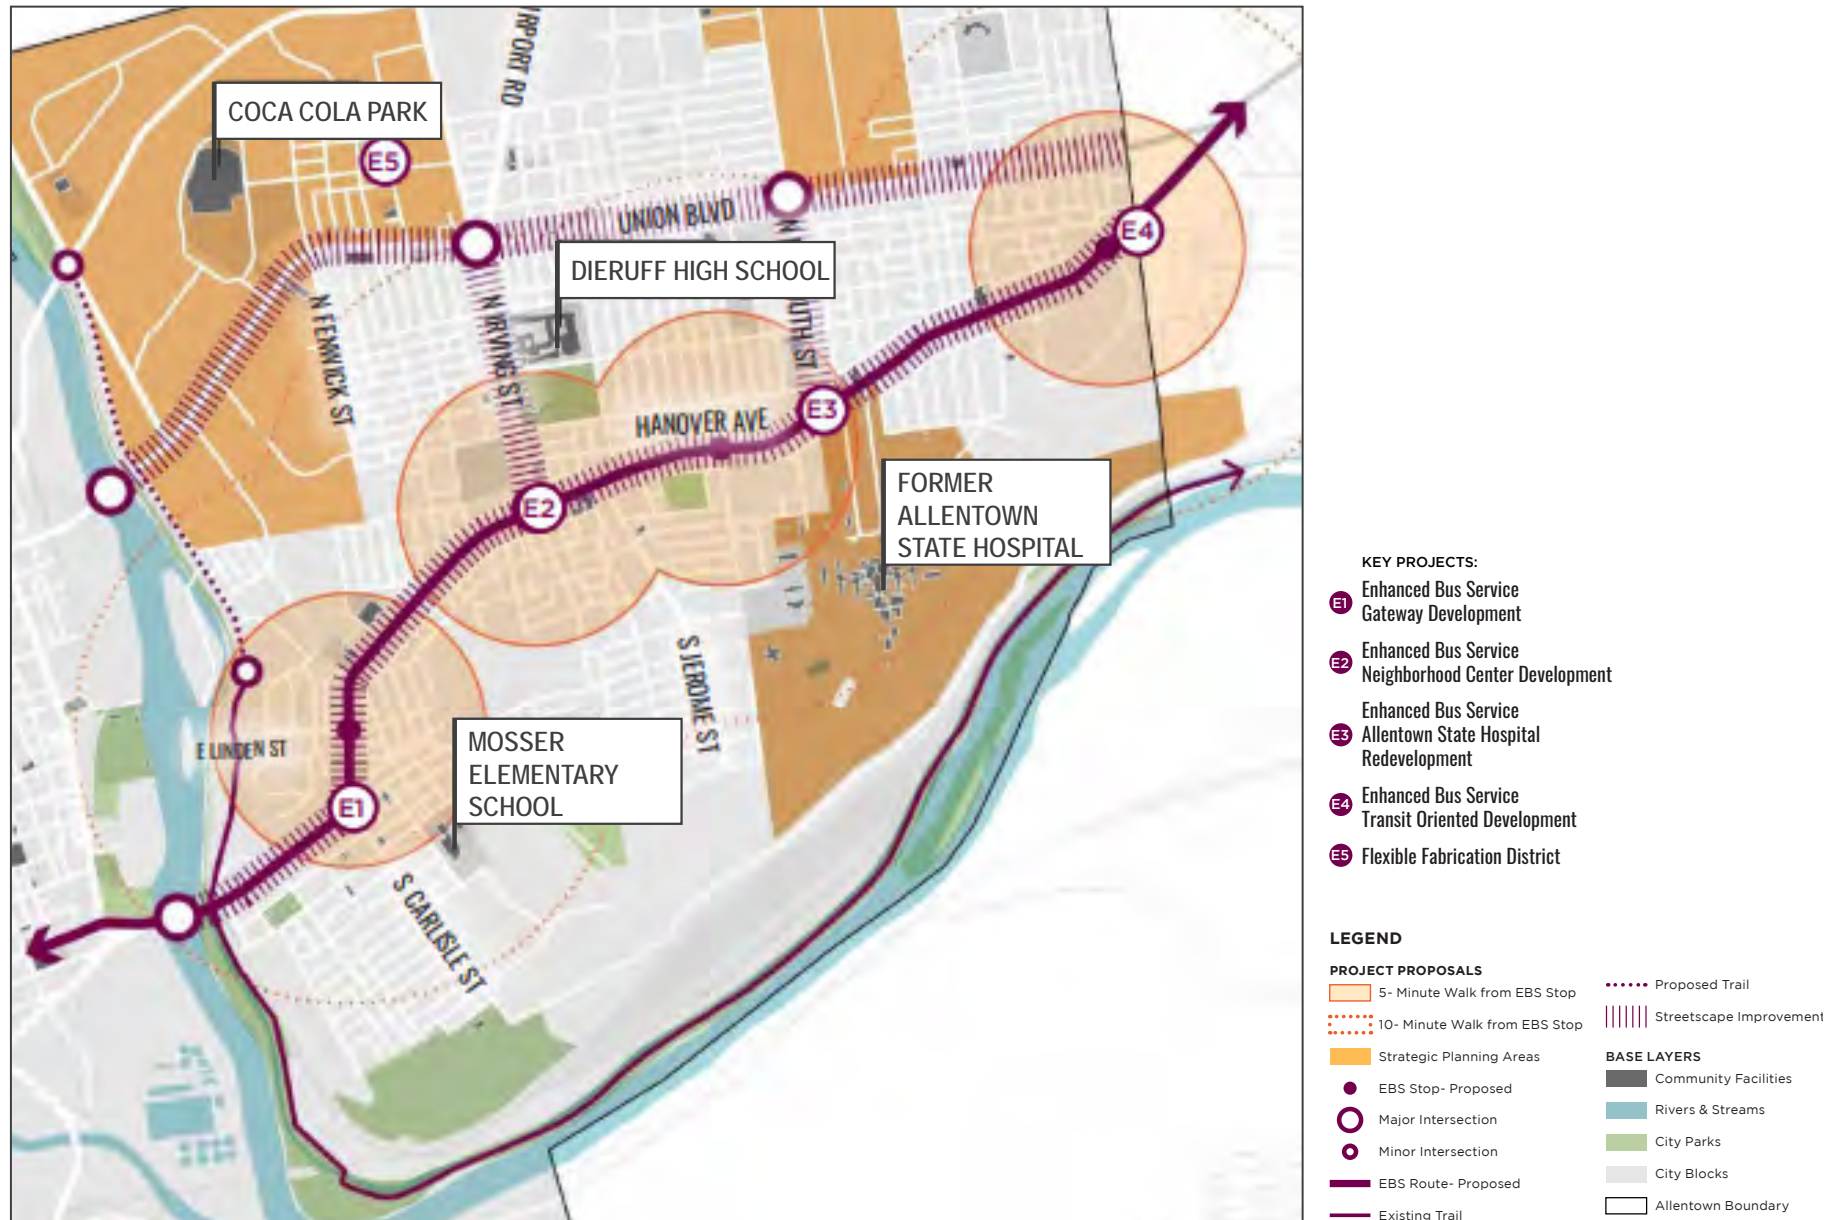 RPORT RD
COCA COLA PARK
E5
UNION BLVD
E4
DIERUFF HIGH SCHOOL
N FENWICK ST
N IRVING ST
UTH ST
E3
HANOVER AVE
E2
FORMER
ALLENTOWN
STATE HOSPITAL
S JEROME ST
E LINDEN ST
MOSSER
ELEMENTARY
SCHOOL
E1
S CARLISLE ST
KEY PROJECTS:
E1 Enhanced Bus Service
Gateway Development
E2 Enhanced Bus Service
Neighborhood Center Development
Enhanced Bus Service
E3 Allentown State Hospital
Redevelopment
E4 Enhanced Bus Service
Transit Oriented Development
E5 Flexible Fabrication District
LEGEND
PROJECT PROPOSALS
5- Minute Walk from EBS Stop
10- Minute Walk from EBS Stop
Strategic Planning Areas
EBS Stop- Proposed
Major Intersection
Minor Intersection
EBS Route- Proposed
Existing Trail
Proposed Trail
Streetscape Improvement
BASE LAYERS
Community Facilities
Rivers & Streams
City Parks
City Blocks
Allentown Boundary